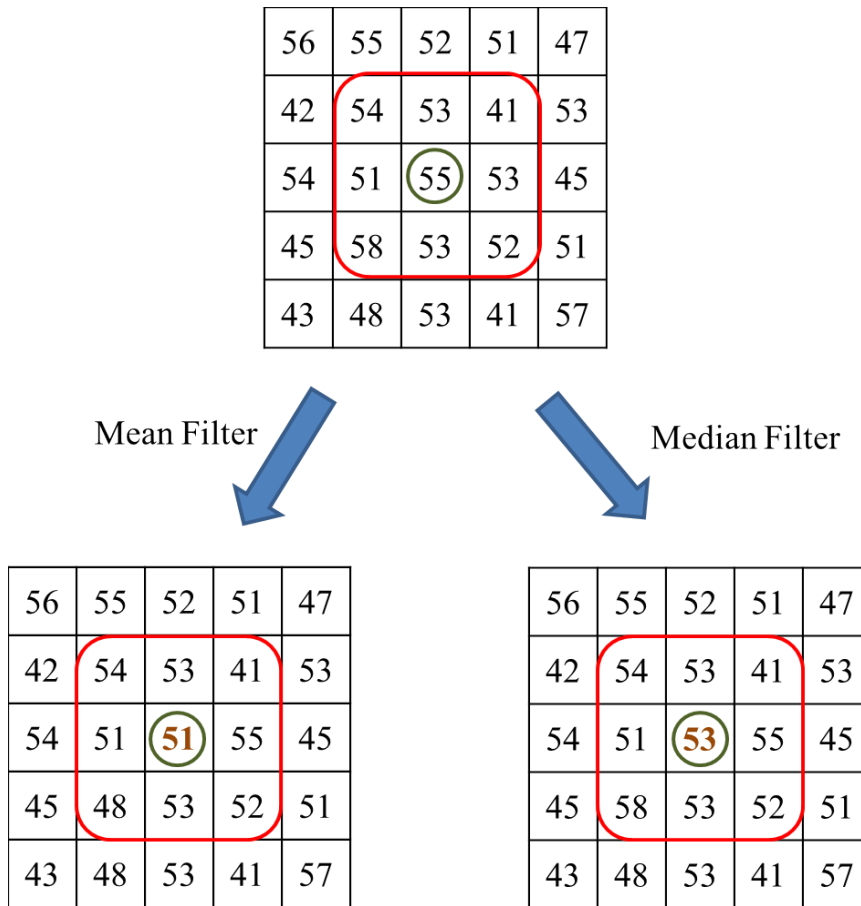 56 55 52 51 47
42 54 53 41 53
54 51 55 53 45
45 58 53 52 51
43 48 53 41 57
Mean Filter
Median Filter
56 55 52 51 47
42 54 53 41 53
54 51 51 55 45
45 48 53 52 51
43 48 53 41 57
56 55 52 51 47
42 54 53 41 53
54 51 53 55 45
45 58 53 52 51
43 48 53 41 57